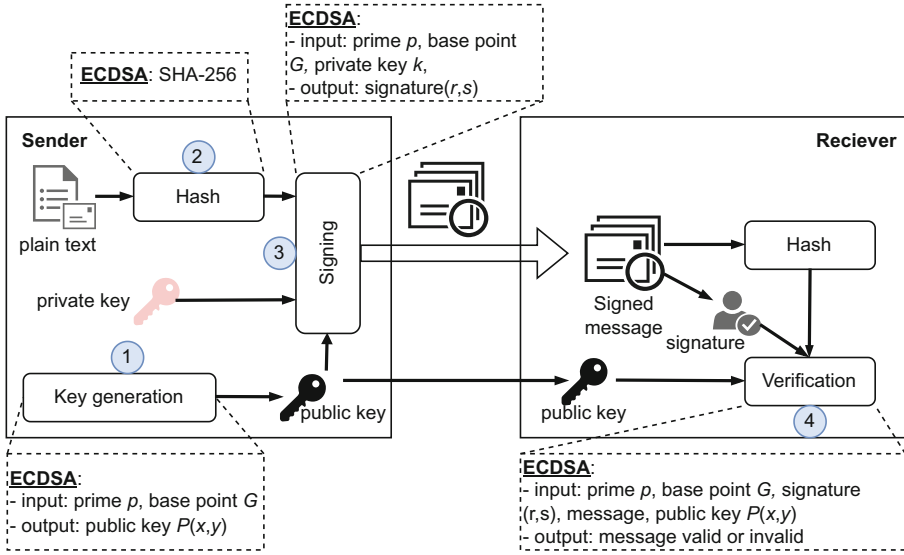 ECDSA:
- input: prime p, base point
G, private key k,
- output: signature(r,s)
ECDSA: SHA-256
Sender
Reciever
2
Hash
plain text
3
Signing
private key
Hash
Signed
message
signature
1
Key generation
public key
public key
Verification
4
ECDSA:
- input: prime p, base point G
- output: public key P(x,y)
ECDSA:
- input: prime p, base point G, signature
(r,s), message, public key P(x,y)
- output: message valid or invalid